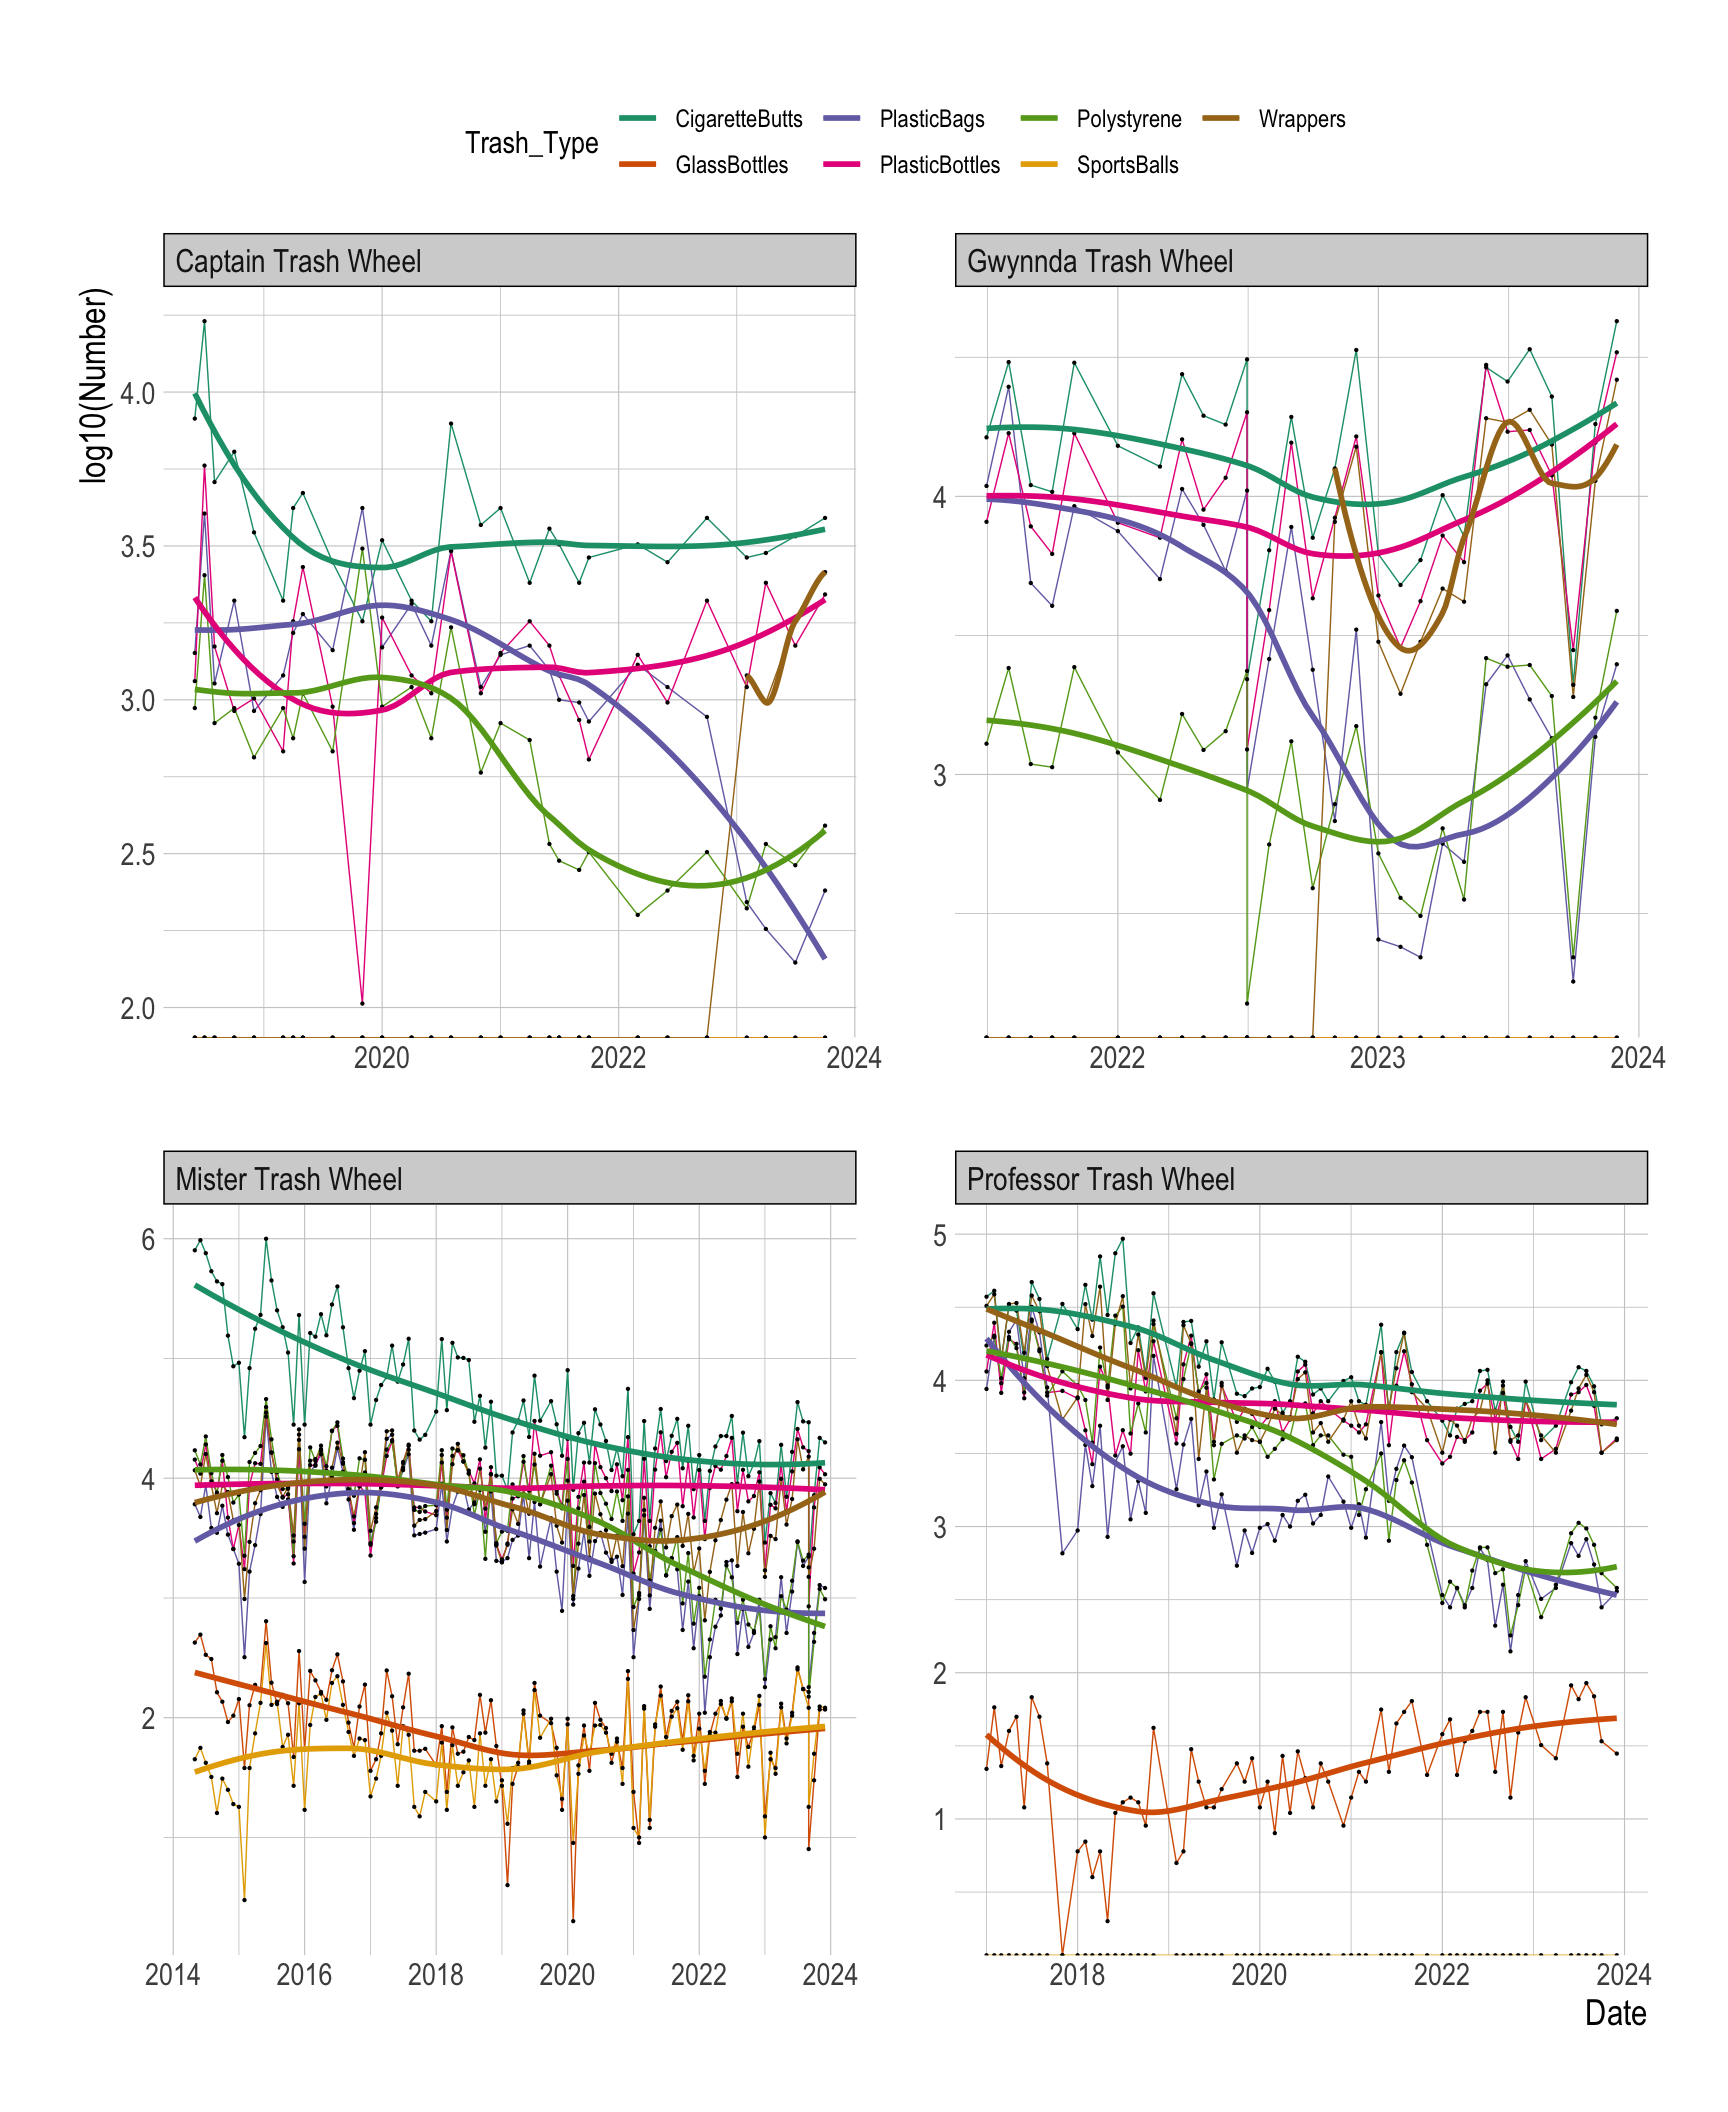 Trash_Type
CigaretteButts PlasticBags Polystyrene Wrappers
GlassBottles PlasticBottles SportsBalls
Captain Trash Wheel
Gwynnda Trash Wheel
log10(Number)
4.0
3.5
3.0
2.5
2.0
2020 2022 2024
4
3
2022 2023 2024
Mister Trash Wheel
Professor Trash Wheel
6
4
2
2014 2016 2018 2020 2022 2024
5
4
3
2
1
2018 2020 2022 2024
Date